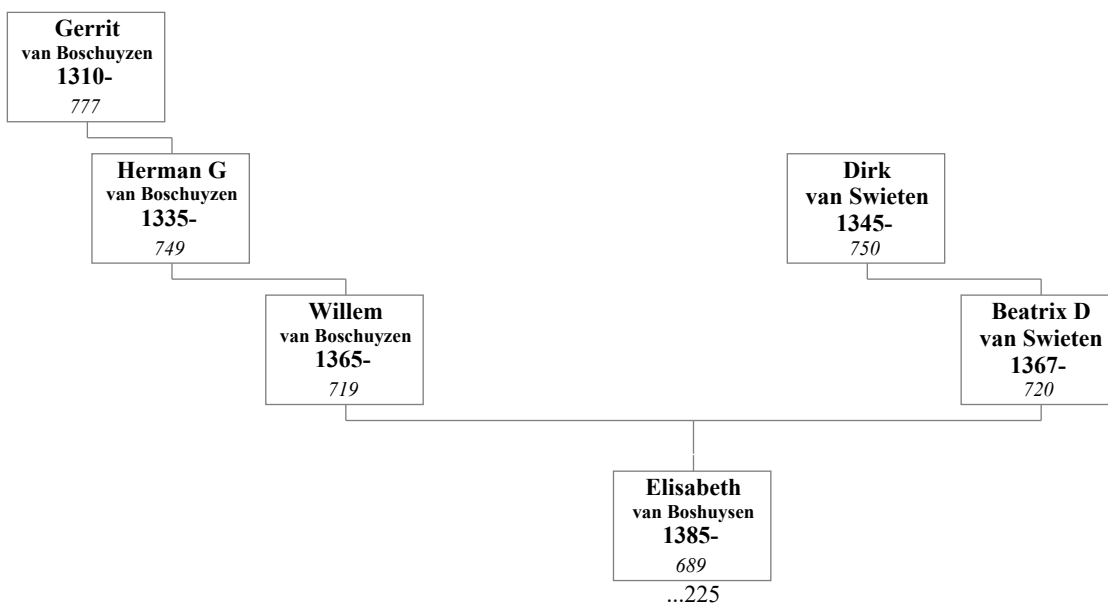 Gerrit
van Boschuyzen
1310-
777
Herman G
van Boschuyzen
1335-
749
Dirk
van Swieten
1345-
750
Willem
van Boschuyzen
1365-
719
Beatrix D
van Swieten
1367-
720
Elisabeth
van Boshuysen
1385-
689
...225